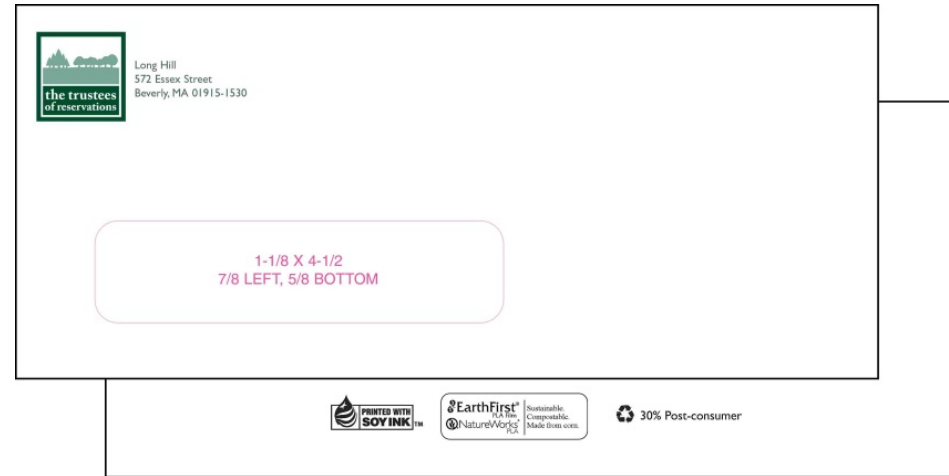 the trustees
of reservations
Long Hill
572 Essex Street
Beverly, MA 01915-1530
1-1/8 X 4-1/2
7/8 LEFT, 5/8 BOTTOM
PRINTED WITH
SOY INK TM
EarthFirst®
PLA Film
NatureWorks®
PLA
Sustainable.
Compostable.
Made from corn.
30% Post-consumer